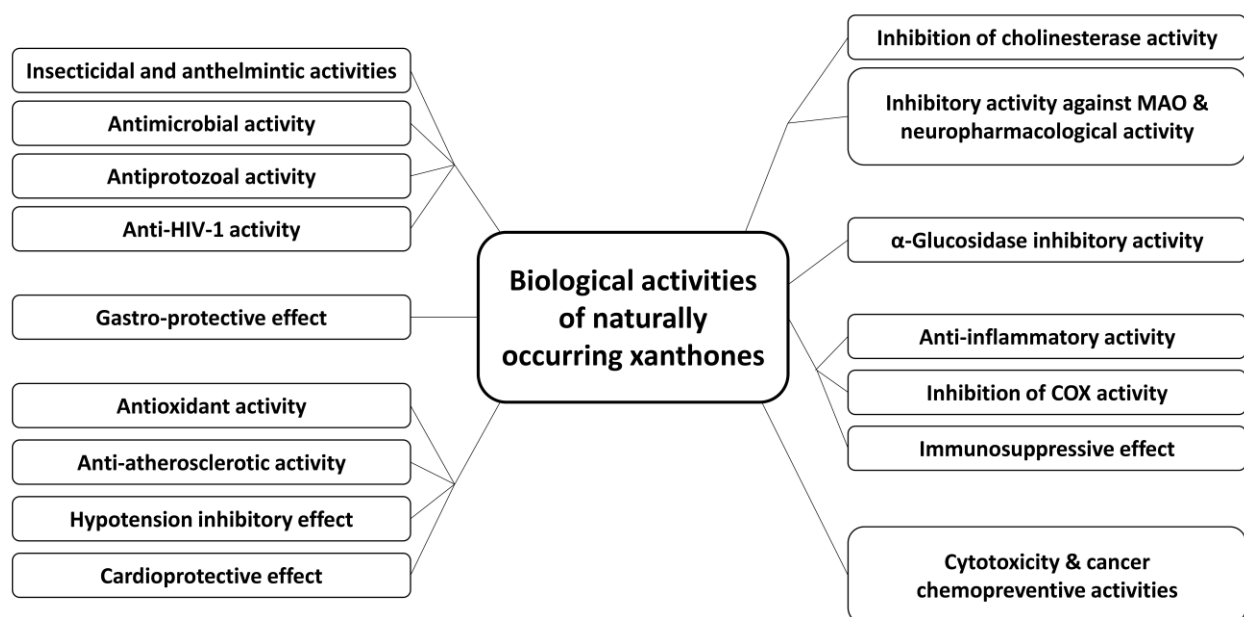 Insecticidal and anthelmintic activities
Antimicrobial activity
Antiprotozoal activity
Anti-HIV-1 activity
Gastro-protective effect
Antioxidant activity
Anti-atherosclerotic activity
Hypotension inhibitory effect
Cardioprotective effect
Biological activities
of naturally
occurring xanthones
Inhibition of cholinesterase activity
Inhibitory activity against MAO &
neuropharmacological activity
α-Glucosidase inhibitory activity
Anti-inflammatory activity
Inhibition of COX activity
Immunosuppressive effect
Cytotoxicity & cancer
chemopreventive activities